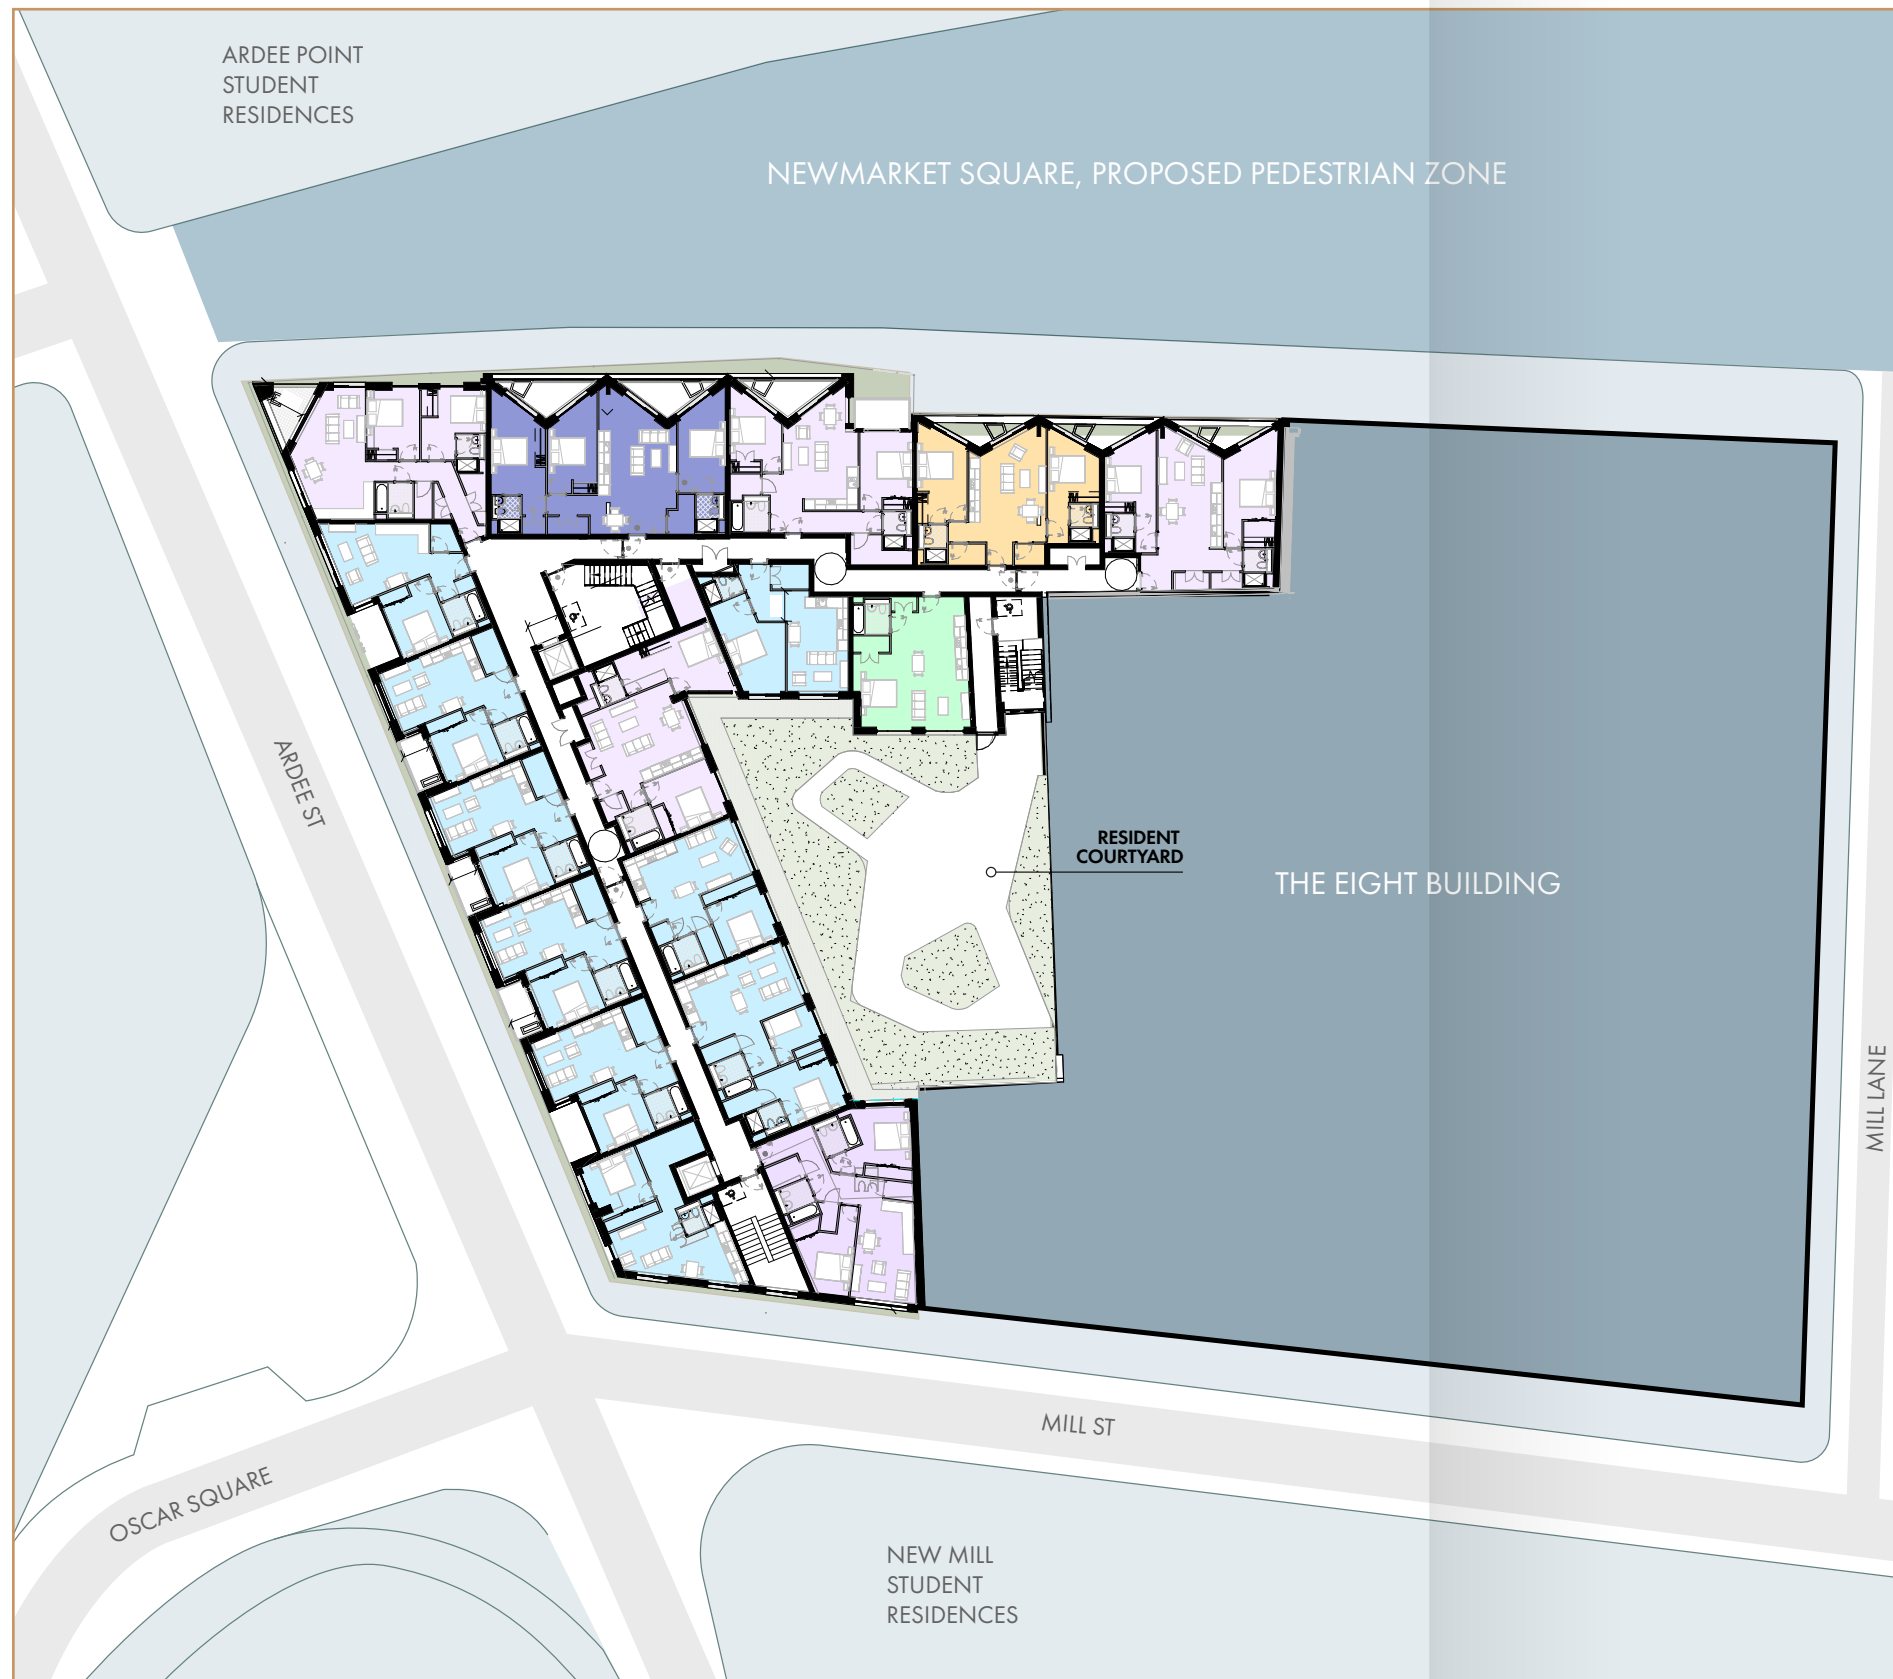 ARDEE POINT
STUDENT
RESIDENCES
NEWMARKET SQUARE, PROPOSED PEDESTRIAN ZONE
ARDEE ST
RESIDENT
COURTYARD
THE EIGHT BUILDING
MILL LANE
MILL ST
OSCAR SQUARE
NEW MILL
STUDENT
RESIDENCES